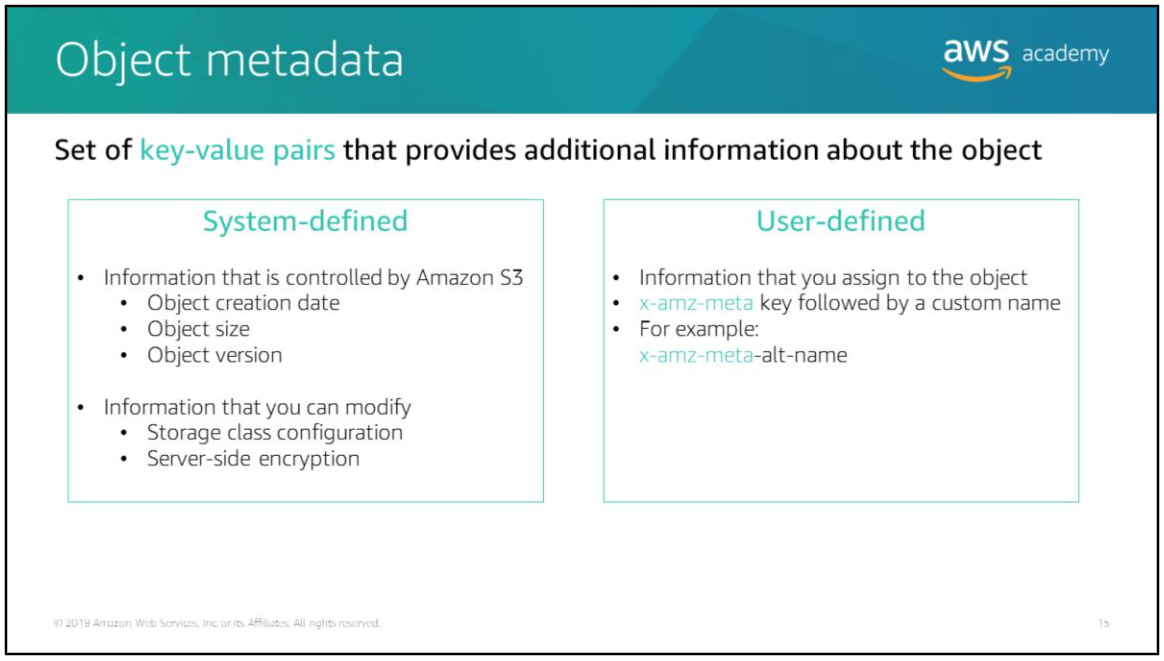 Object metadata
aws academy
Set of key-value pairs that provides additional information about the object
System-defined
• Information that is controlled by Amazon S3
• Object creation date
• Object size
• Object version
• Information that you can modify
• Storage class configuration
• Server-side encryption
User-defined
• Information that you assign to the object
• x-amz-meta key followed by a custom name
• For example:
x-amz-meta-alt-name
© 2019 Amazon Web Services, Inc. or its Affiliates. All rights reserved.
15